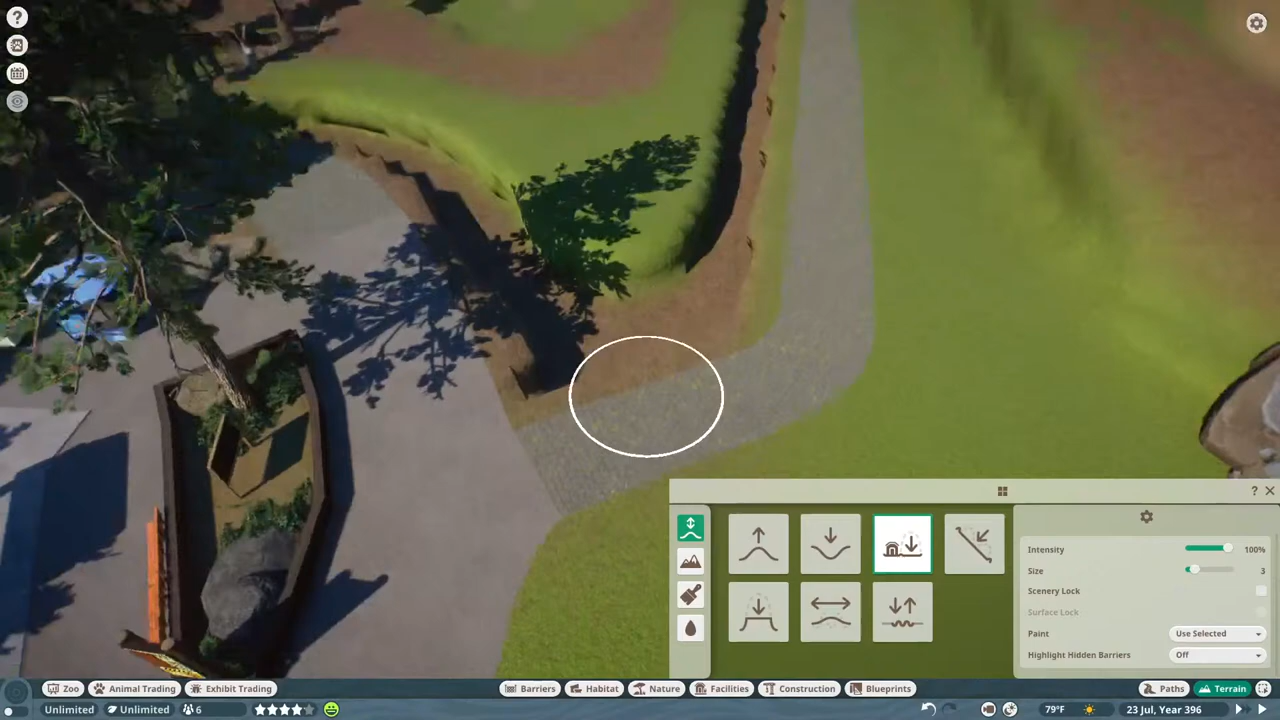 ?
? ×
Intensity 100%
Size 3
Scenery Lock
Surface Lock
Paint Use Selected
Highlight Hidden Barriers Off
Zoo Animal Trading Exhibit Trading Barriers Habitat Nature Facilities Construction Blueprints Paths Terrain
Unlimited Unlimited 6 79°F 23 Jul, Year 396